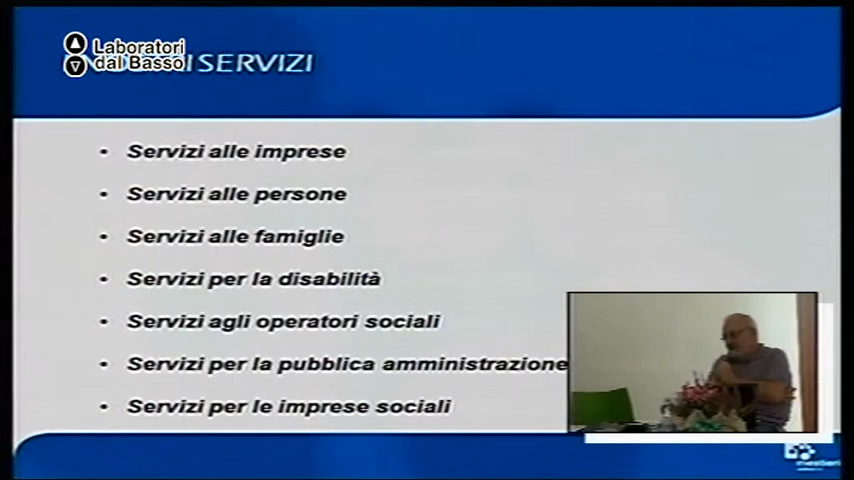 Laboratori
dal Basso
I SERVIZI
• Servizi alle imprese
• Servizi alle persone
• Servizi alle famiglie
• Servizi per la disabilità
• Servizi agli operatori sociali
• Servizi per la pubblica amministrazione
• Servizi per le imprese sociali
mestieri